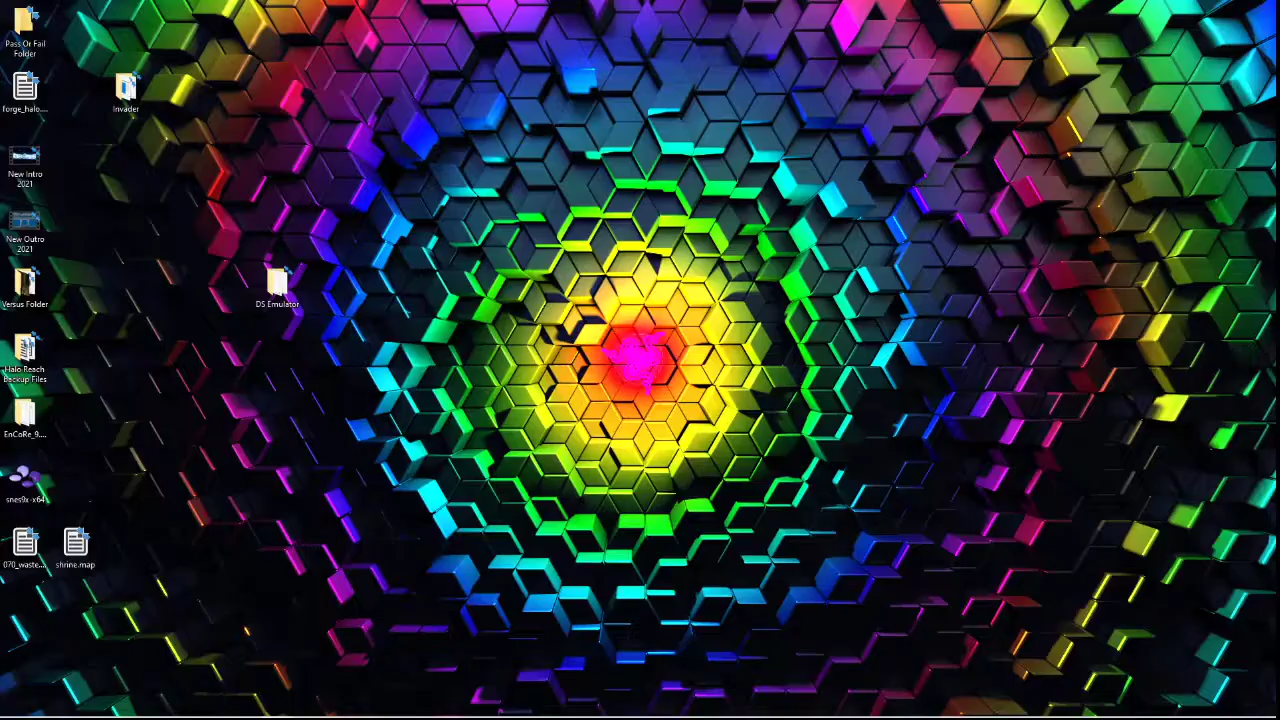 Pass Or Fail
Folder
forge_halo....
Invader
New Intro
2021
New Outro
2021
Versus Folder
DS Emulator
Halo Reach
Backup Files
EnCoRe_9....
snes9x-x64
070_waste...
shrine.map